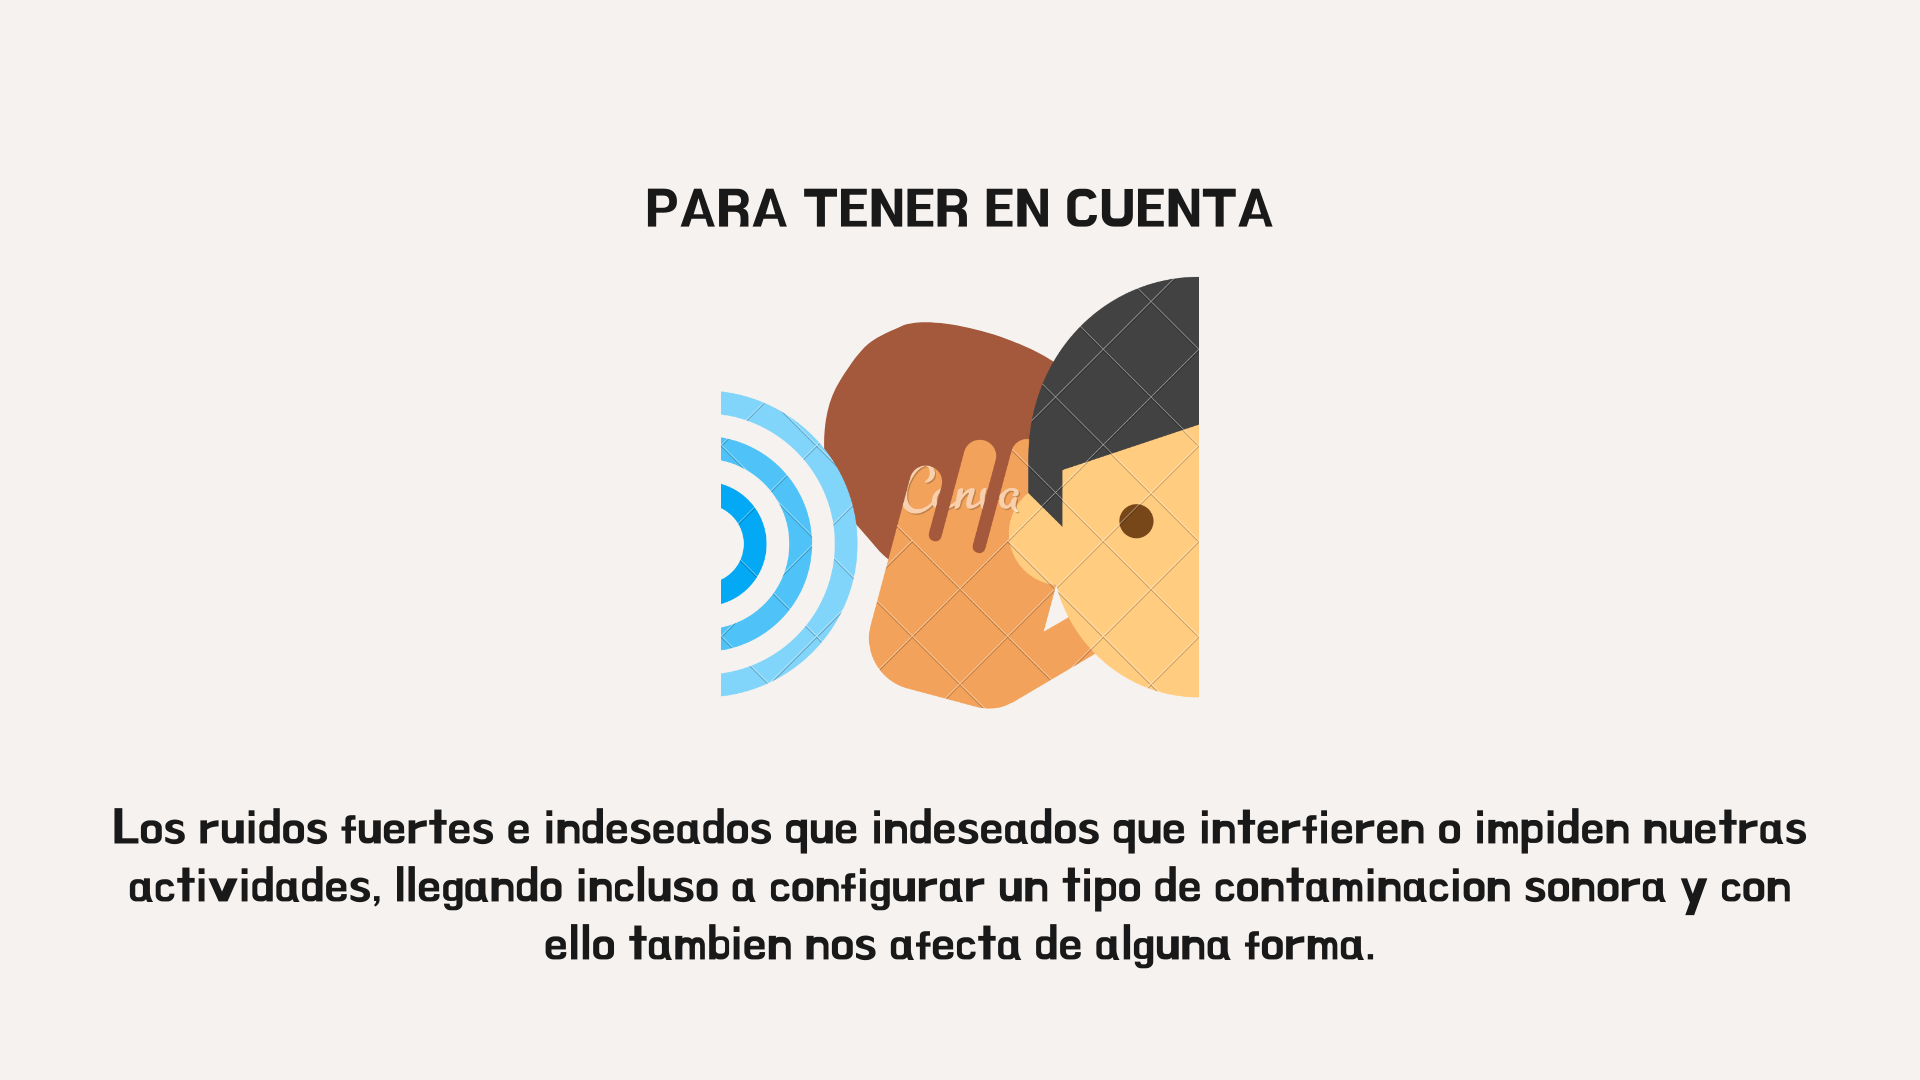 PARA TENER EN CUENTA
Canva
Los ruidos fuertes e indeseados que indeseados que interfieren o impiden nuetras
actividades, llegando incluso a configurar un tipo de contaminacion sonora y con
ello tambien nos afecta de alguna forma.